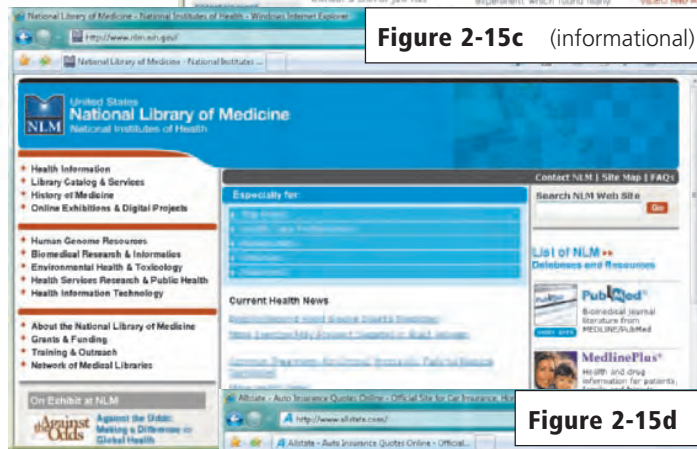 National Library of Medicine - National Institutes of Health - Windows Internet Explorer
Figure 2-15c (informational)
http://www.nlm.nih.gov/
National Library of Medicine - National Institutes ...
United States
National Library of Medicine
National Institutes of Health
NLM
Contact NLM | Site Map | FAQs
Health Information
Library Catalog & Services
History of Medicine
Online Exhibitions & Digital Projects
Human Genome Resources
Biomedical Research & Informatics
Environmental Health & Toxicology
Health Services Research & Public Health
Health Information Technology
About the National Library of Medicine
Grants & Funding
Training & Outreach
Network of Medical Libraries
On Exhibit at NLM
Against the Odds
Against the Odds:
Making a Difference in
Global Health
Especially for:
Current Health News
Search NLM Web Site
Go
List of NLM
Databases and Resources
PubMed
Biomedical journal
literature from
MEDLINE/PubMed
MedlinePlus
Health and drug
information for patients,
Allstate - Auto Insurance Quotes Online - Official Site for Car Insurance,
http://www.allstate.com/
Allstate - Auto Insurance Quotes Online - Official...
Figure 2-15d